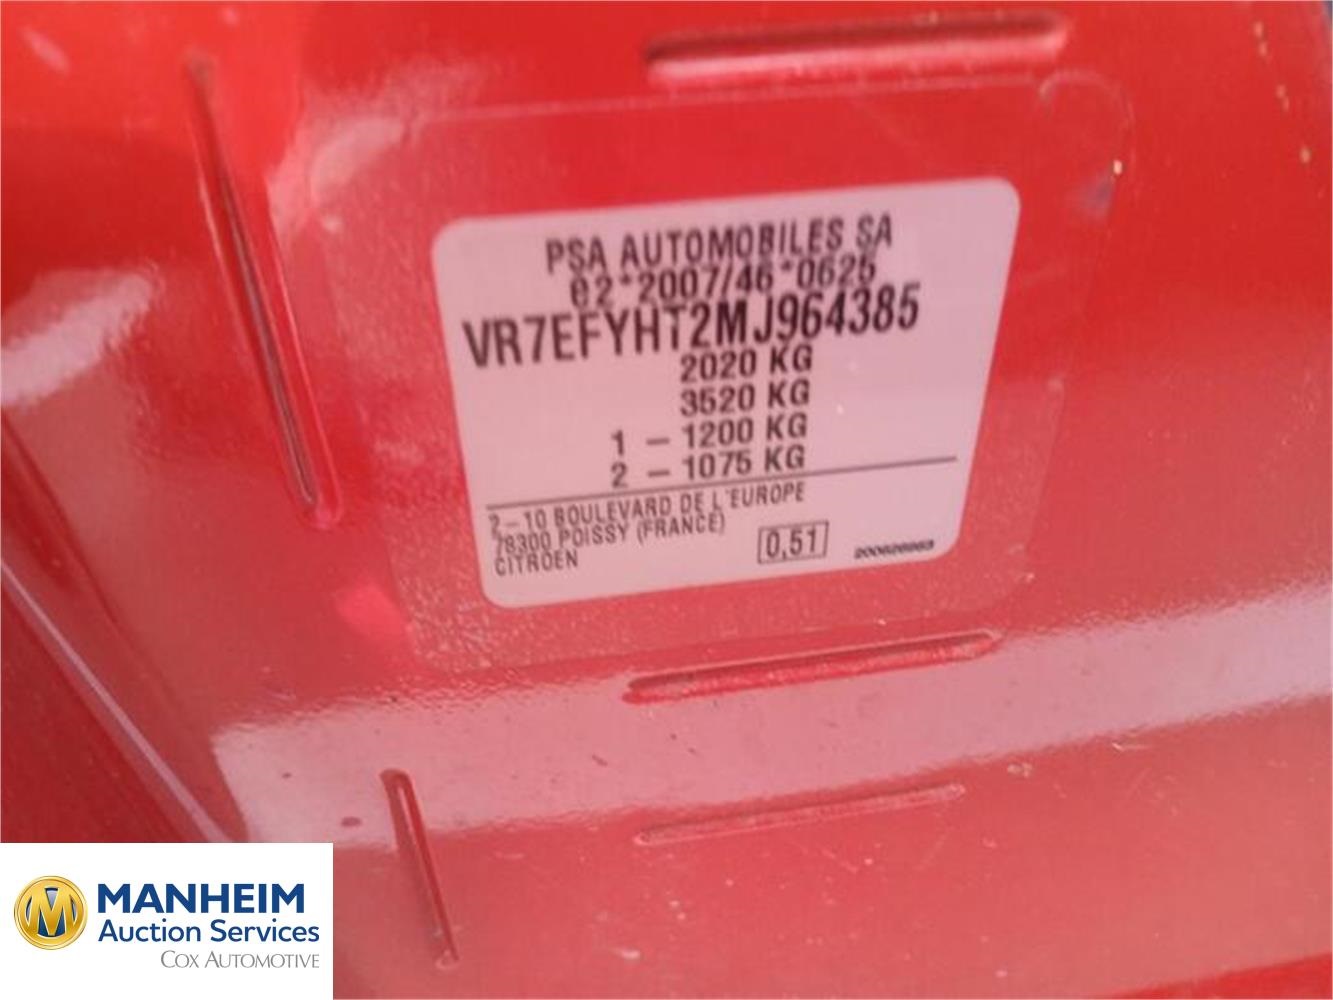 PSA AUTOMOBILES SA
e2*2007/46*0625
VR7EFYHT2MJ964385
2020 KG
3520 KG
1 - 1200 KG
2 - 1075 KG
2-10 BOULEVARD DE L'EUROPE
78300 POISSY (FRANCE)
CITROEN
0,51
MANHEIM
Auction Services
COX AUTOMOTIVE